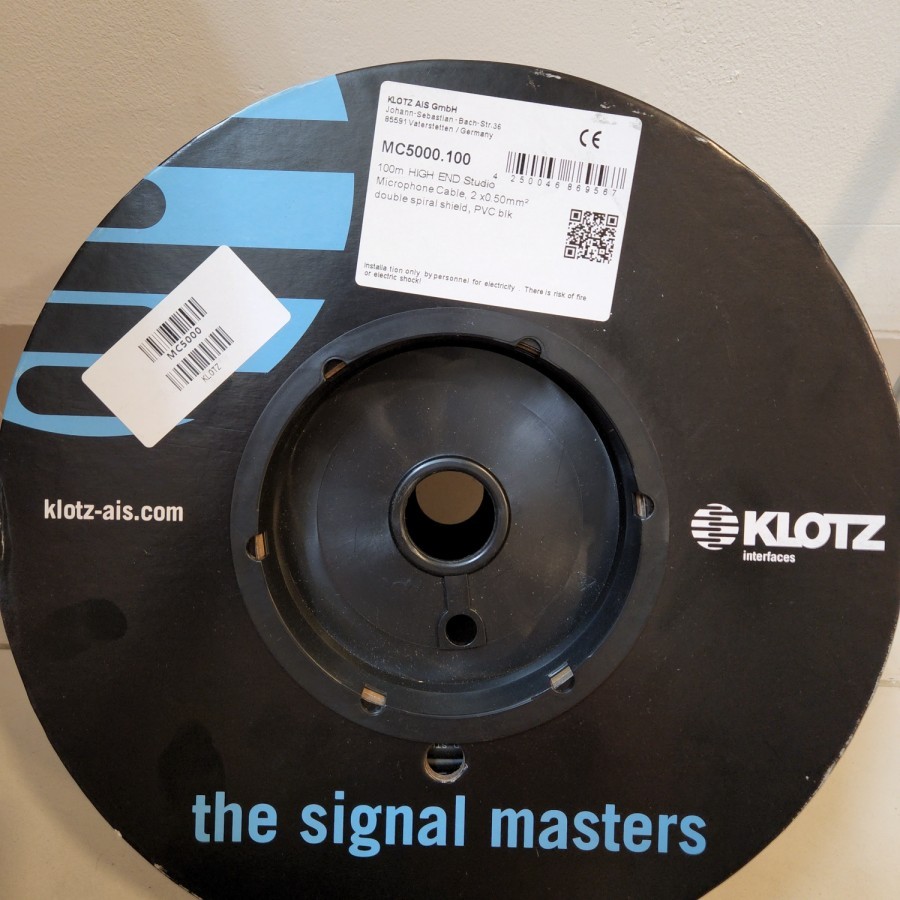 KLOTZ AIS GmbH
Johann-Sebastian-Bach-Str.36
85591 Vaterstetten / Germany
CE
MC5000.100
4 250046 869567
100m HIGH END Studio
Microphone Cable, 2 x0.50mm²
double spiral shield, PVC blk
Installa tion only by personnel for electricity . There is risk of fire
or electric shock!
MC5000
KLOTZ
klotz-ais.com
KLOTZ
interfaces
the signal masters